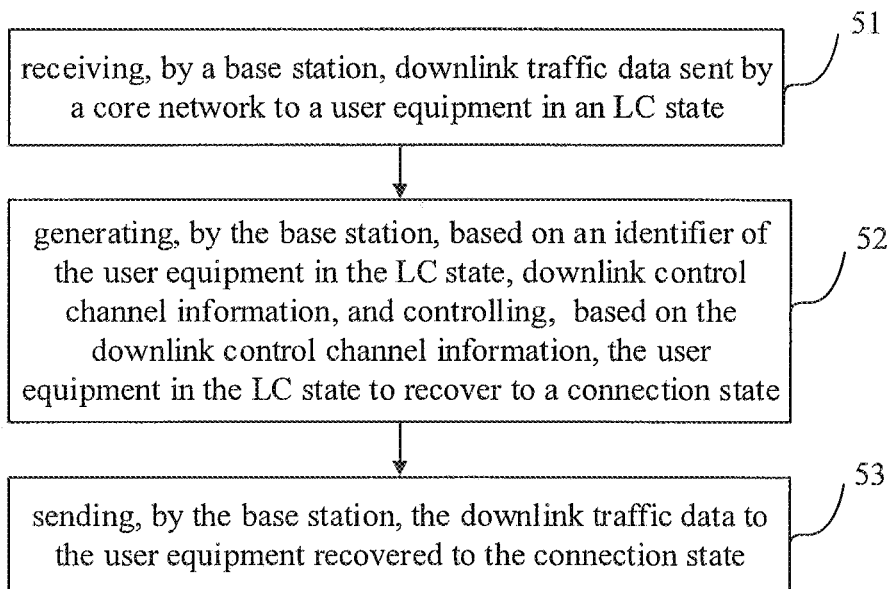 51
receiving, by a base station, downlink traffic data sent by
a core network to a user equipment in an LC state
52
generating, by the base station, based on an identifier of
the user equipment in the LC state, downlink control
channel information, and controlling, based on the
downlink control channel information, the user
equipment in the LC state to recover to a connection state
53
sending, by the base station, the downlink traffic data to
the user equipment recovered to the connection state